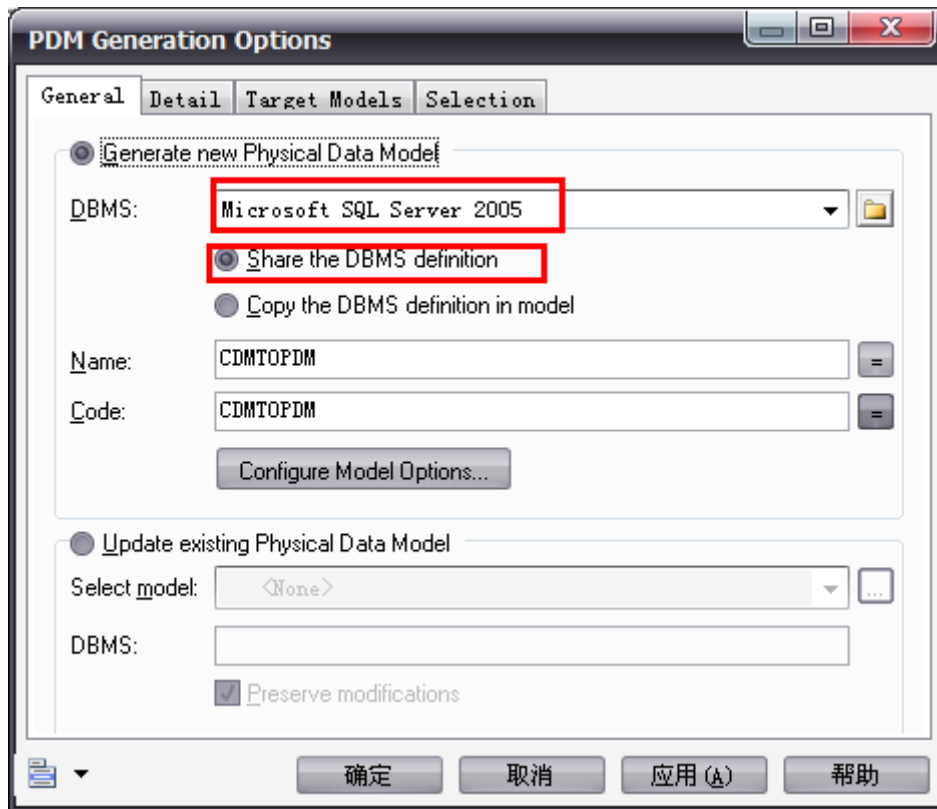 PDM Generation Options
General Detail Target Models Selection
Generate new Physical Data Model
DBMS: Microsoft SQL Server 2005
Share the DBMS definition
Copy the DBMS definition in model
Name: CDMTOPDM =
Code: CDMTOPDM =
Configure Model Options...
Update existing Physical Data Model
Select model: <None> ...
DBMS:
Preserve modifications
确定 取消 应用(A) 帮助